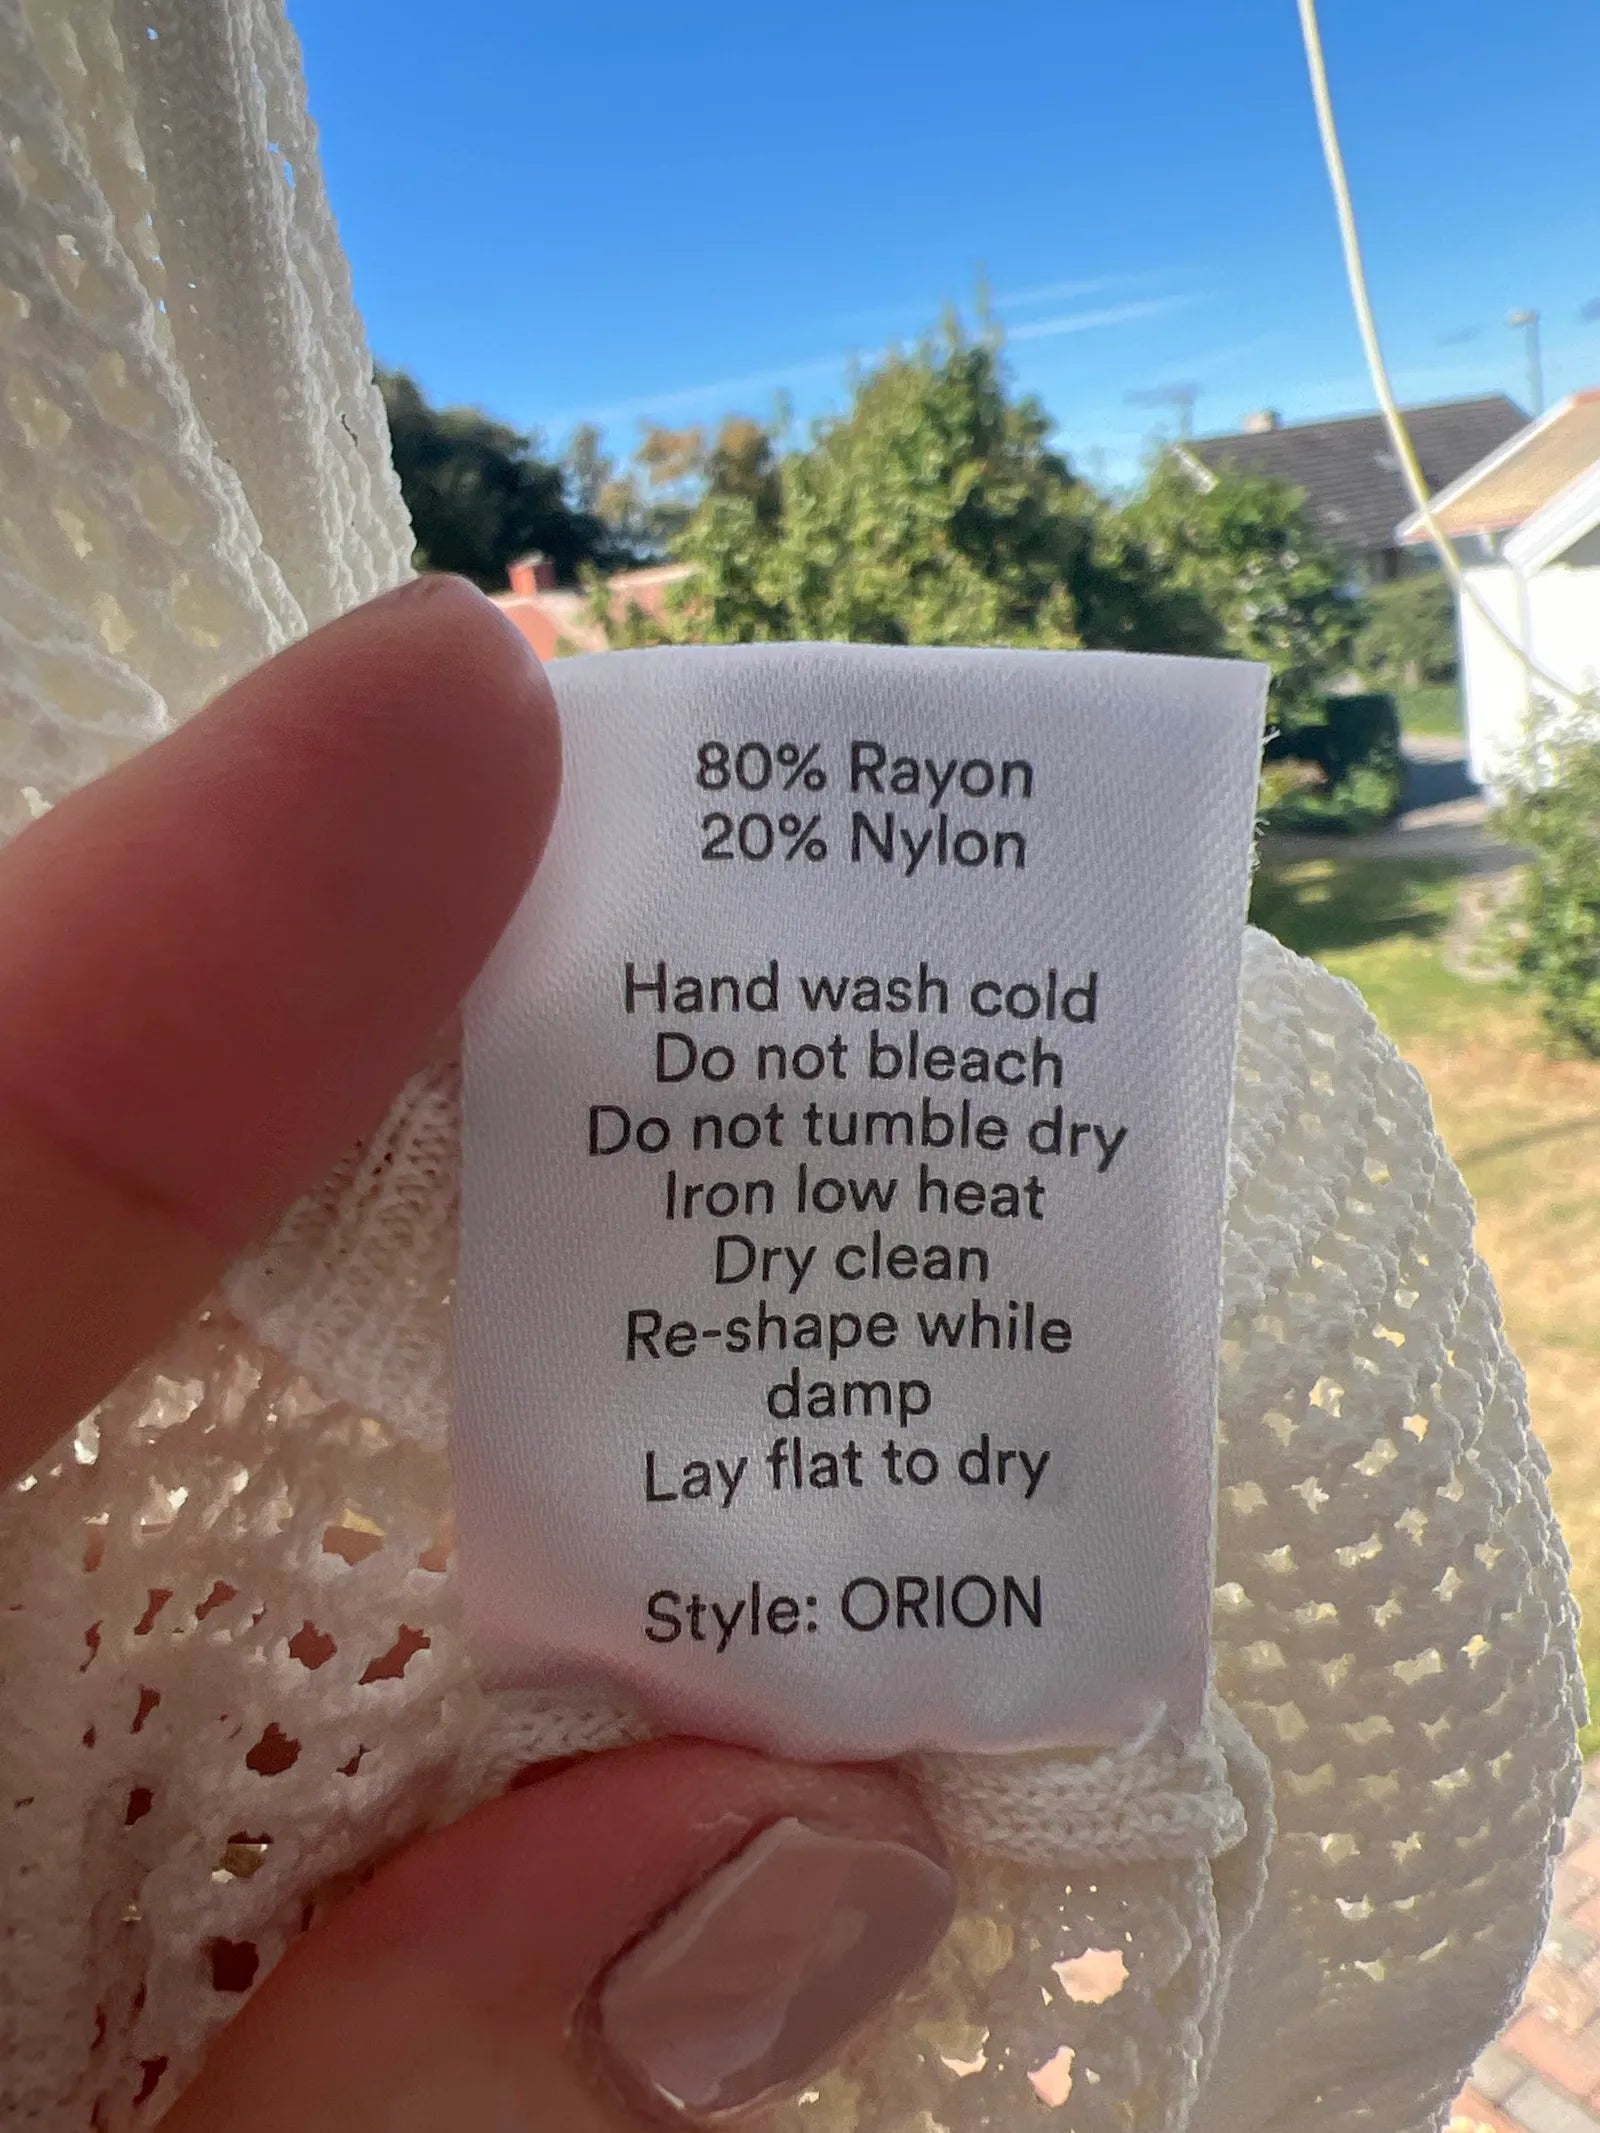 80% Rayon
20% Nylon
Hand wash cold
Do not bleach
Do not tumble dry
Iron low heat
Dry clean
Re-shape while
damp
Lay flat to dry
Style: ORION